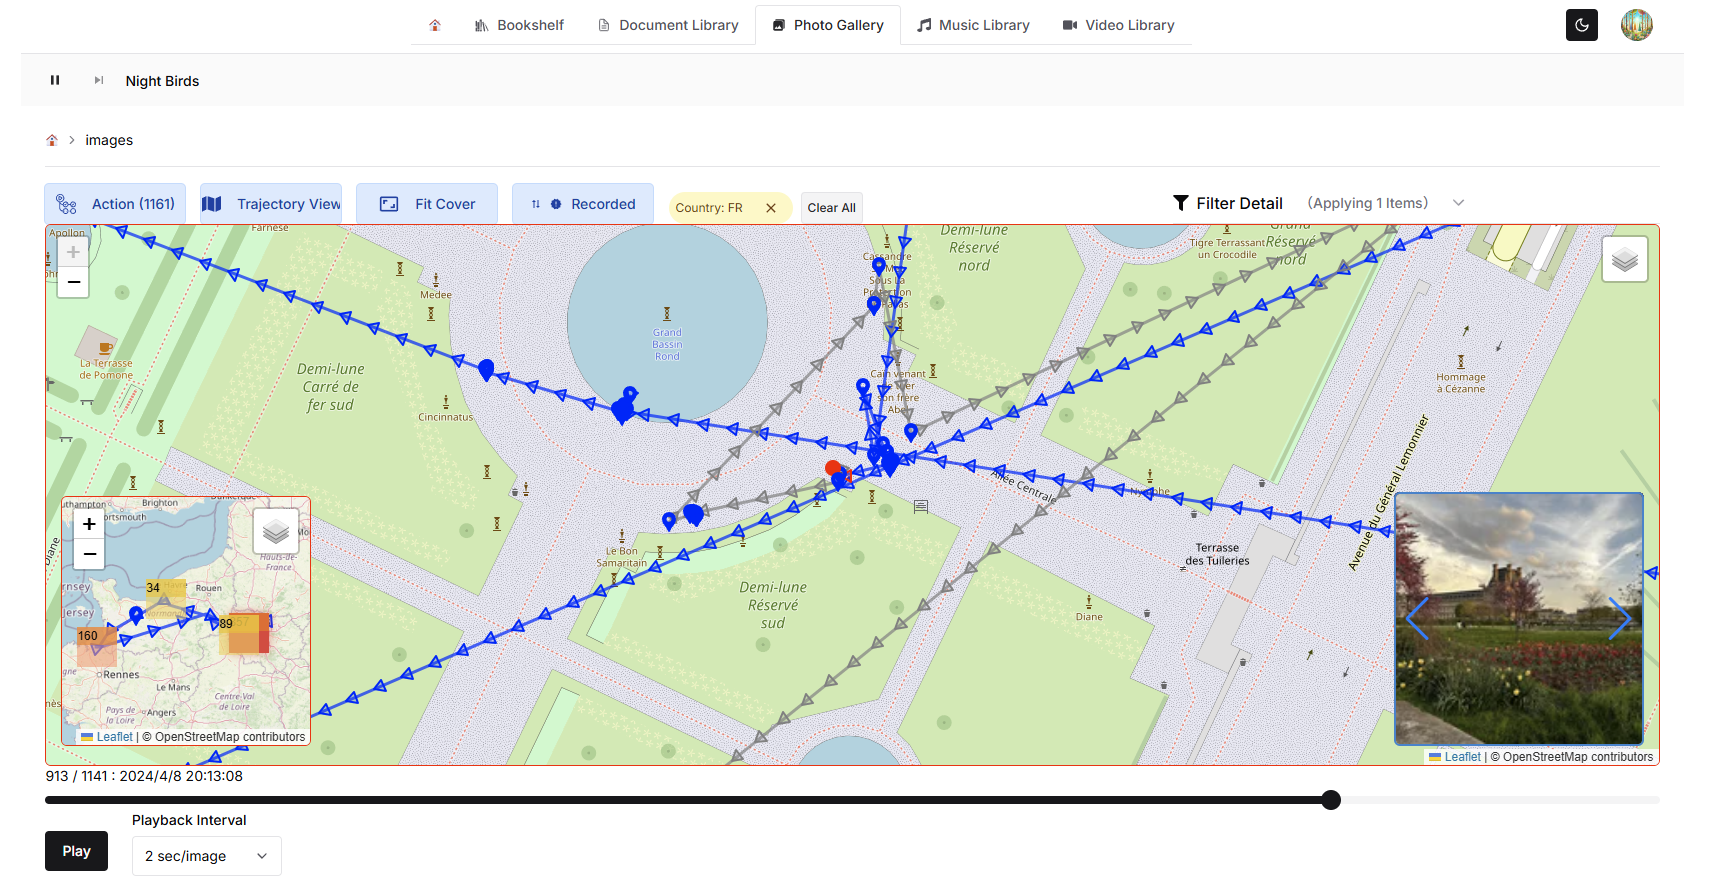 Bookshelf
Document Library
Photo Gallery
Music Library
Video Library
Night Birds
images
Action (1161)
Trajectory View
Fit Cover
Recorded
Country: FR
Clear All
Filter Detail
(Applying 1 Items)
Apollon
Farnese
Medee
Grand
Bassin
Rond
La Terrasse
de Pomone
Demi-lune
Carré de
fer sud
Cincinnatus
Cassandre
Sous La
Demi-lune
Réservé
nord
Tigre Terrassant
un Crocodile
Grand
Réservé
nord
Caïn venant
son frère
Abel
Hommage
à Cézanne
Allée Centrale
Avenue du Général Lemonnier
Terrasse
des Tuileries
Diane
Le Bon
Samaritain
Demi-lune
Réservé
sud
Diane
+
−
+
−
Brighton
Rouen
Hauts-de-
France
34
89
160
Rennes
Le Mans
Angers
Pays de
la Loire
Centre-Val
de Loire
Leaflet | © OpenStreetMap contributors
Leaflet | © OpenStreetMap contributors
913 / 1141 : 2024/4/8 20:13:08
Playback Interval
Play
2 sec/image